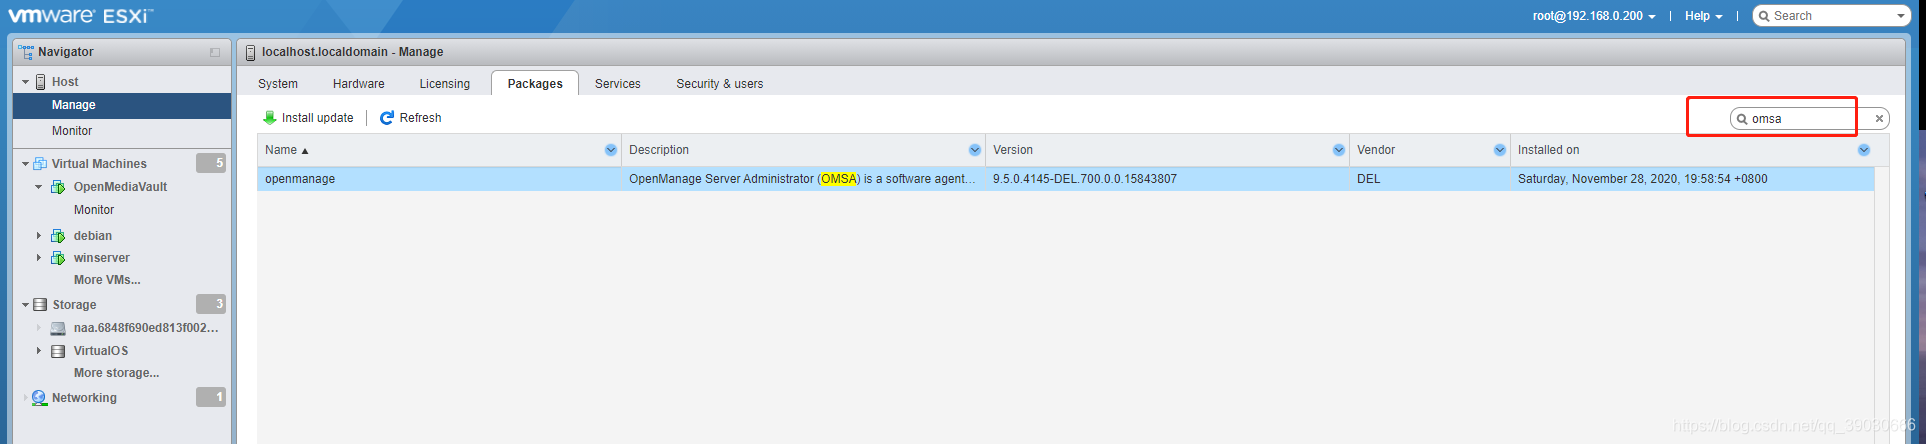 vmware ESXi
root@192.168.0.200 | Help | Search
Navigator
Host
Manage
Monitor
Virtual Machines 5
OpenMediaVault
Monitor
debian
winserver
More VMs...
Storage 3
naa.6848f690ed813f002...
VirtualOS
More storage...
Networking 1
localhost.localdomain - Manage
System Hardware Licensing Packages Services Security & users
Install update | Refresh
omsa
Name Description Version Vendor Installed on
openmanage OpenManage Server Administrator (OMSA) is a software agent... 9.5.0.4145-DEL.700.0.0.15843807 DEL Saturday, November 28, 2020, 19:58:54 +0800
https://blog.csdn.net/qq_39080686